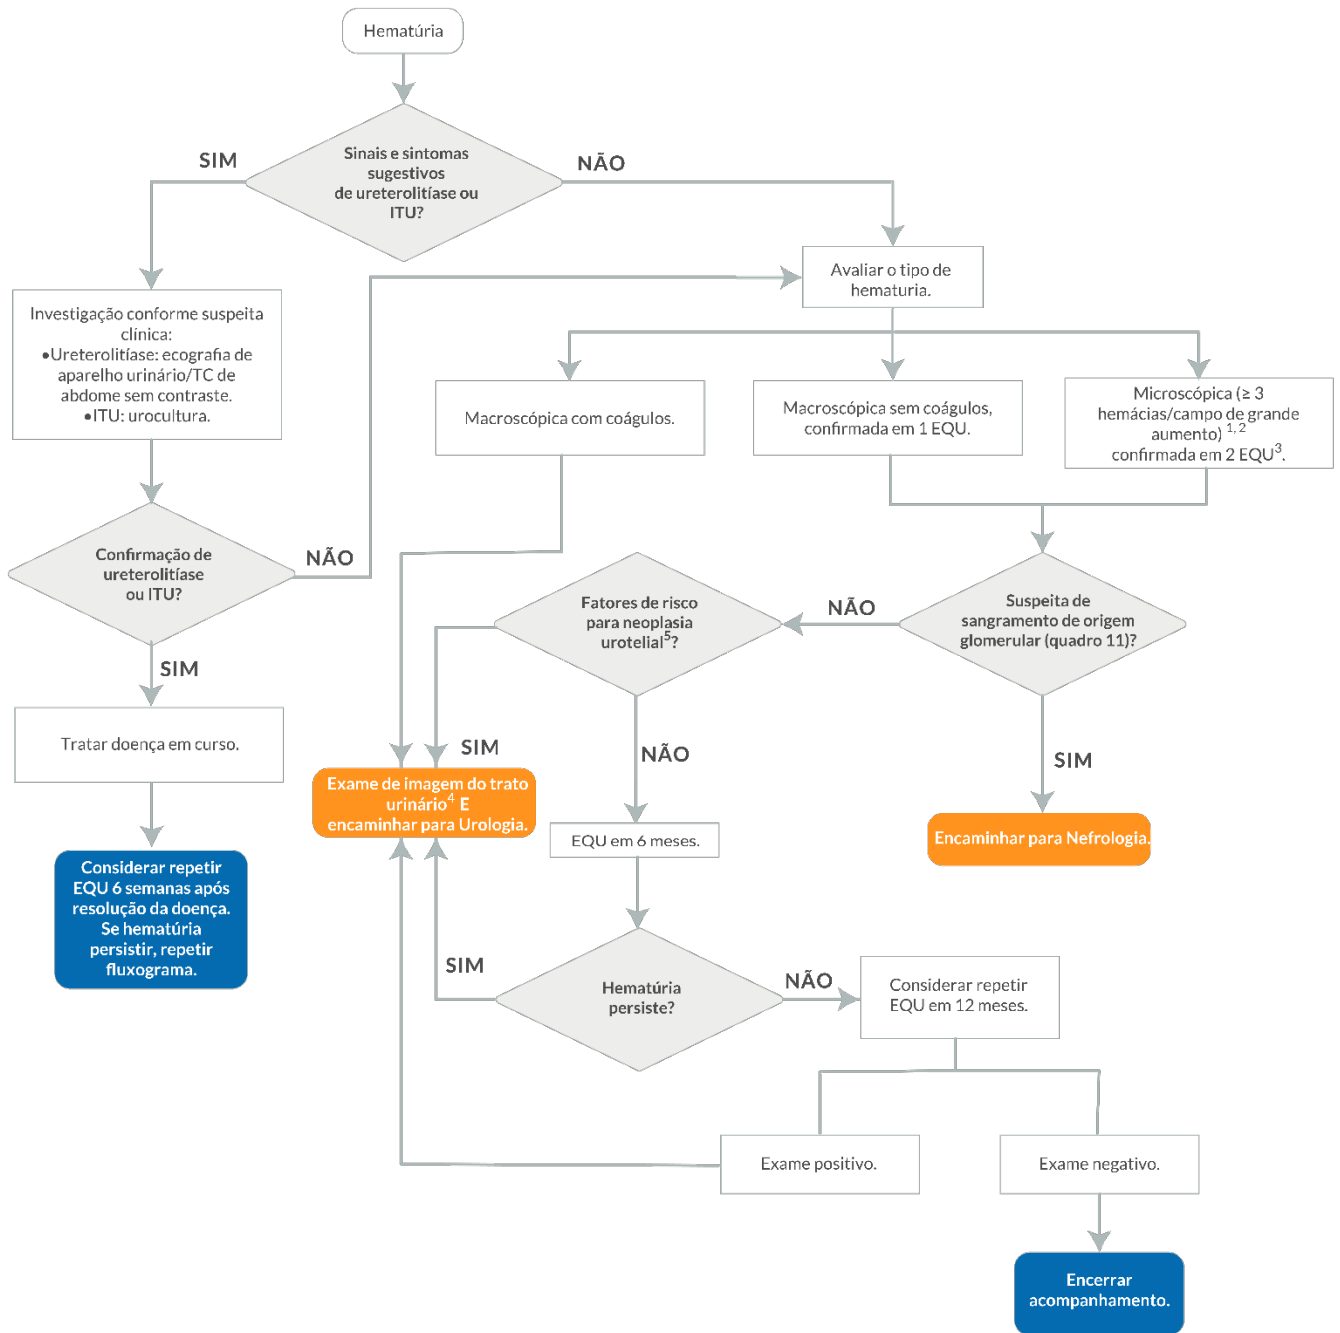 Hematúria
Sinais e sintomas
sugestivos
de ureterolitíase ou
ITU?
SIM
NÃO
Avaliar o tipo de
hematuria.
Investigação conforme suspeita
clínica:
•Ureterolitíase: ecografia de
aparelho urinário/TC de
abdome sem contraste.
•ITU: urocultura.
Macroscópica com coágulos.
Macroscópica sem coágulos,
confirmada em 1 EQU.
Microscópica (≥ 3
hemácias/campo de grande
aumento) 1, 2
confirmada em 2 EQU3.
Confirmação de
ureterolitíase
ou ITU?
NÃO
SIM
Fatores de risco
para neoplasia
urotelial5?
NÃO
Suspeita de
sangramento de origem
glomerular (quadro 11)?
Tratar doença em curso.
SIM
NÃO
SIM
Exame de imagem do trato
urinário4 E
encaminhar para Urologia.
EQU em 6 meses.
Encaminhar para Nefrologia.
Considerar repetir
EQU 6 semanas após
resolução da doença.
Se hematúria
persistir, repetir
fluxograma.
SIM
Hematúria
persiste?
NÃO
Considerar repetir
EQU em 12 meses.
Exame positivo.
Exame negativo.
Encerrar
acompanhamento.